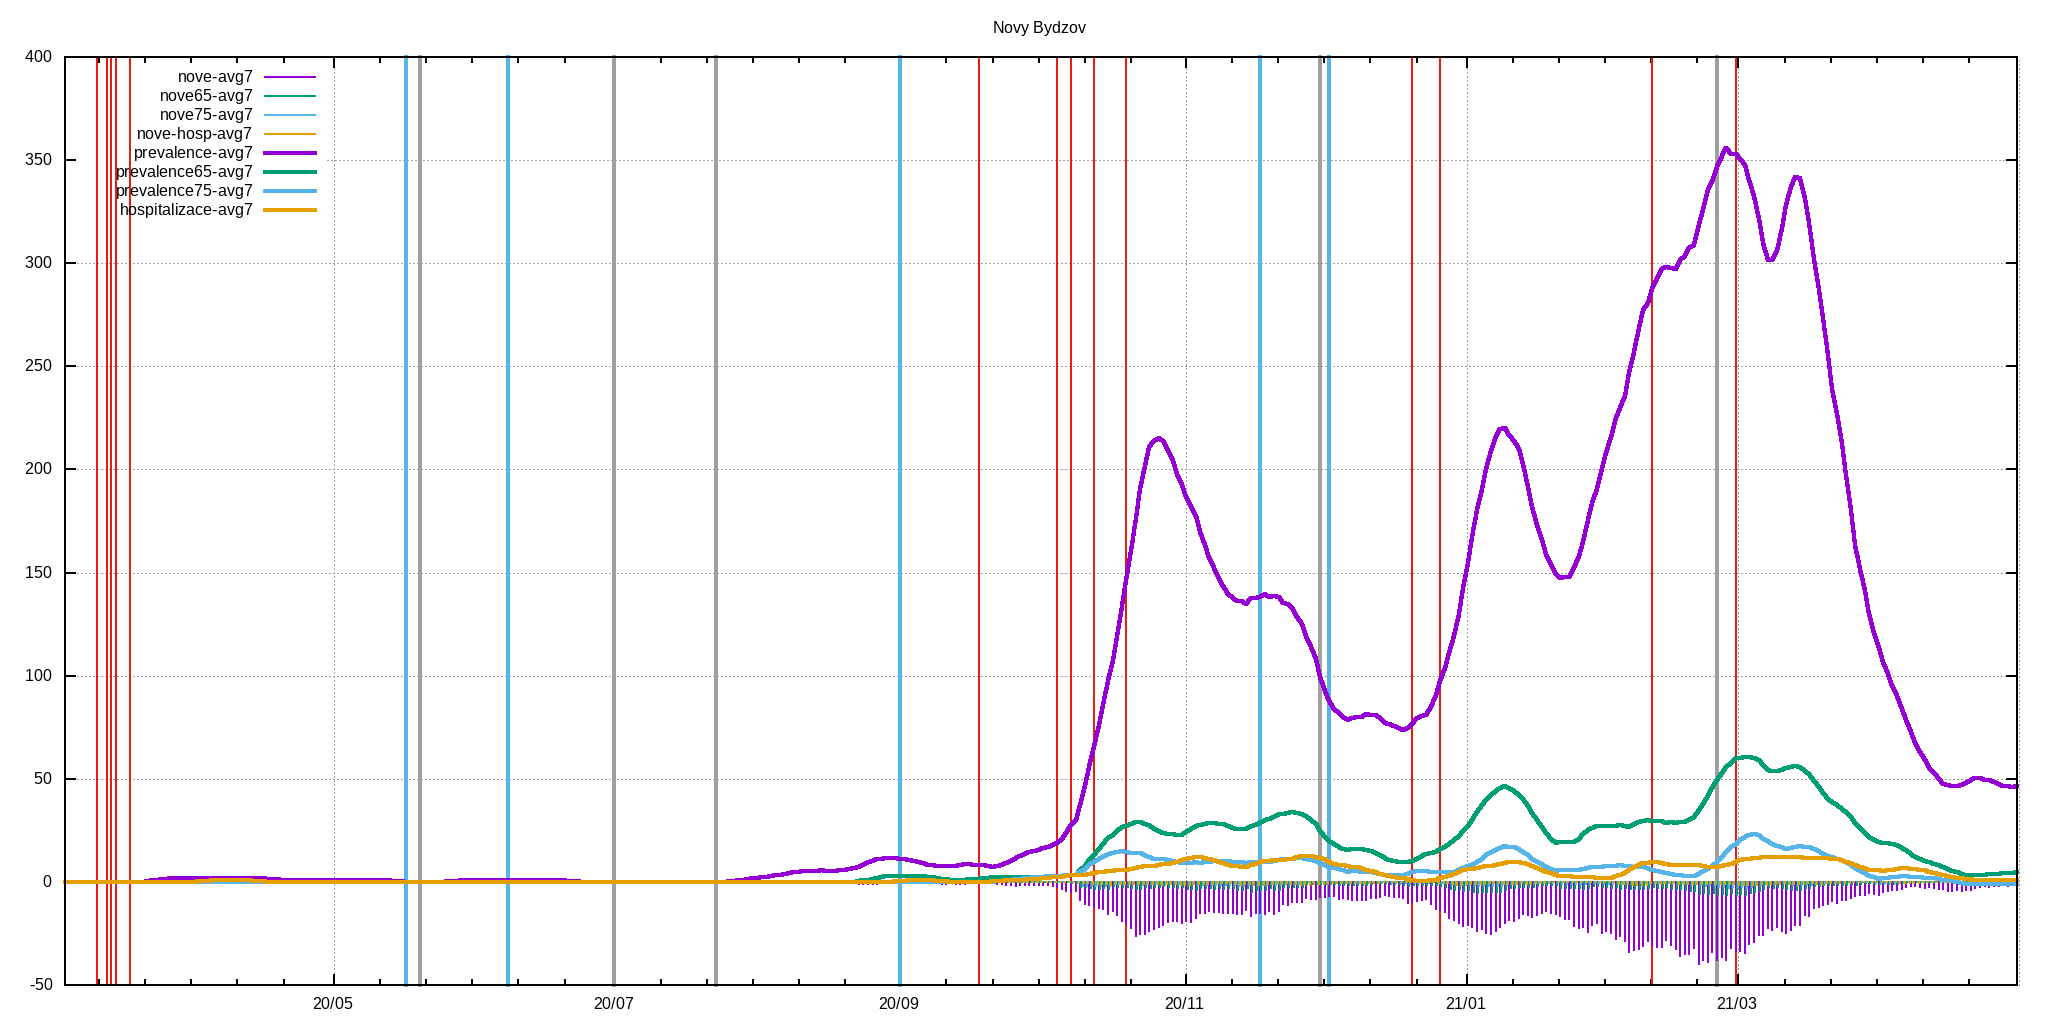 Novy Bydzov
400
350
300
250
200
150
100
50
0
-50
nove-avg7
nove65-avg7
nove75-avg7
nove-hosp-avg7
prevalence-avg7
prevalence65-avg7
prevalence75-avg7
hospitalizace-avg7
20/05 20/07 20/09 20/11 21/01 21/03